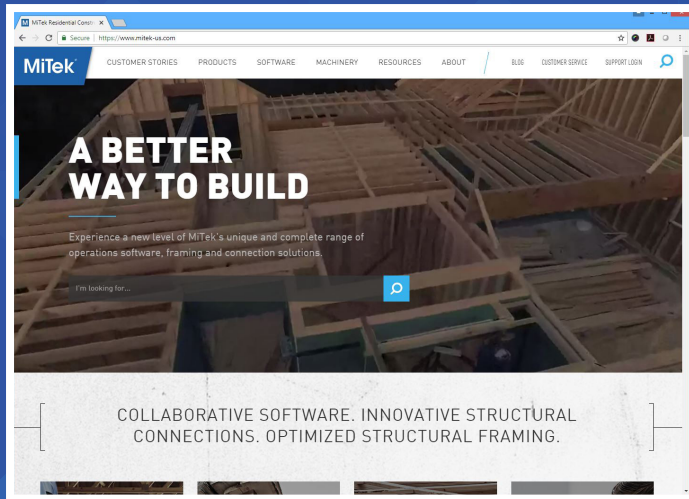 MiTek Residential Constr
Secure | https://www.mitek-us.com
MiTek
CUSTOMER STORIES PRODUCTS SOFTWARE MACHINERY RESOURCES ABOUT BLOG CUSTOMER SERVICE SUPPORT LOGIN
A BETTER
WAY TO BUILD
Experience a new level of MiTek's unique and complete range of
operations software, framing and connection solutions.
I'm looking for...
COLLABORATIVE SOFTWARE. INNOVATIVE STRUCTURAL
CONNECTIONS. OPTIMIZED STRUCTURAL FRAMING.